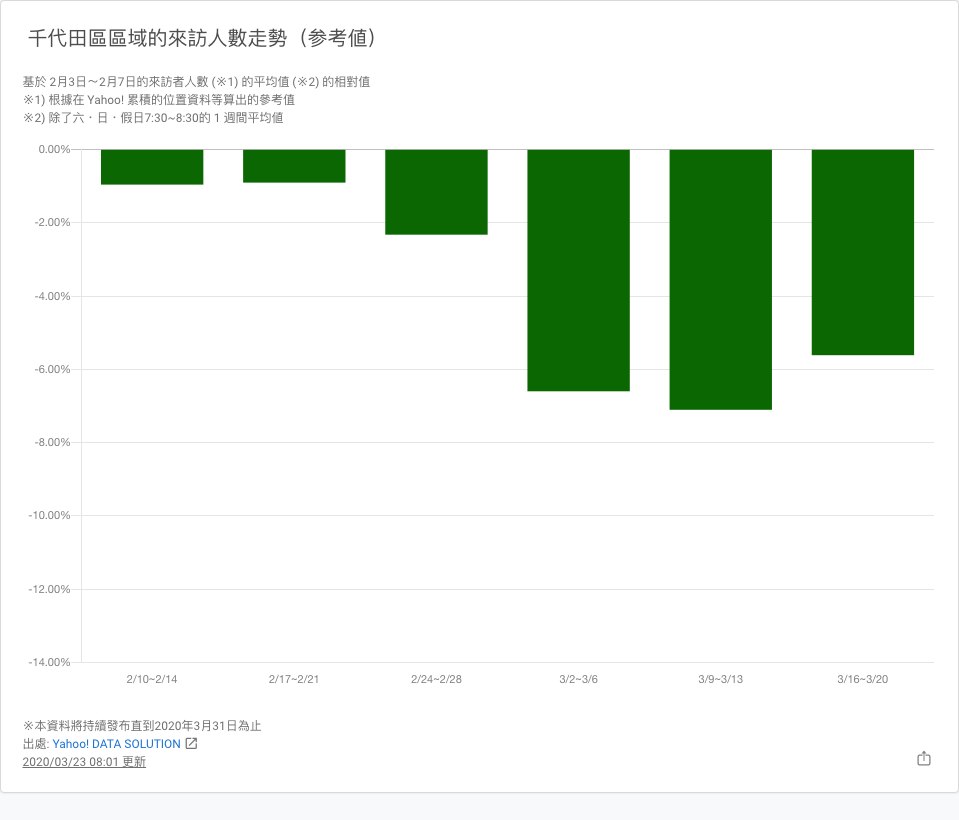 千代田區區域的來訪人數走勢（參考值）
基於 2月3日～2月7日的來訪者人數 (※1) 的平均值 (※2) 的相對值
※1) 根據在 Yahoo! 累積的位置資料等算出的參考值
※2) 除了六・日・假日7:30~8:30的 1 週間平均值
0.00%
-2.00%
-4.00%
-6.00%
-8.00%
-10.00%
-12.00%
-14.00%
2/10~2/14 2/17~2/21 2/24~2/28 3/2~3/6 3/9~3/13 3/16~3/20
※本資料將持續發布直到2020年3月31日為止
出處: Yahoo! DATA SOLUTION
2020/03/23 08:01 更新